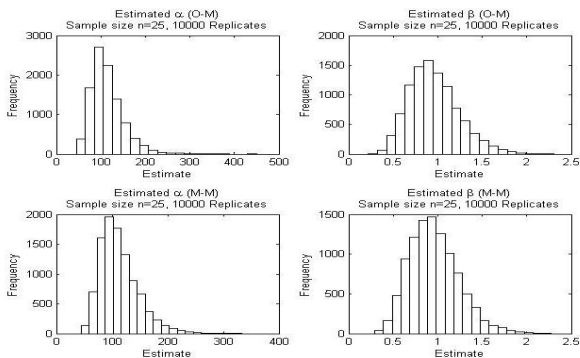 Estimated α (O-M)
Sample size n=25, 10000 Replicates
3000
2000
1000
0
Frequency
0 100 200 300 400 500
Estimate
Estimated β (O-M)
Sample size n=25, 10000 Replicates
2000
1500
1000
500
0
Frequency
0 0.5 1 1.5 2 2.5
Estimate
Estimated α (M-M)
Sample size n=25, 10000 Replicates
2000
1500
1000
500
0
Frequency
0 100 200 300 400
Estimate
Estimated β (M-M)
Sample size n=25, 10000 Replicates
1500
1000
500
0
Frequency
0 0.5 1 1.5 2 2.5
Estimate